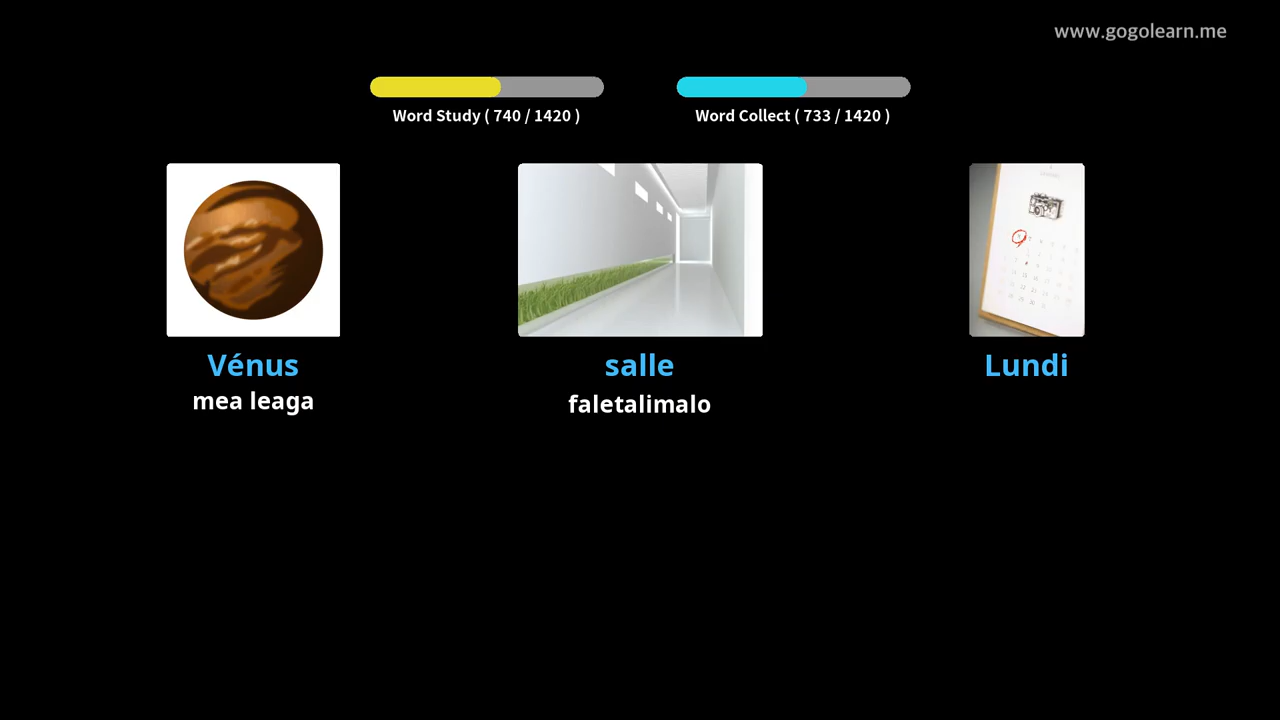 www.gogolearn.me
Word Study ( 740 / 1420 )
Word Collect ( 733 / 1420 )
Vénus
salle
Lundi
mea leaga
faletalimalo